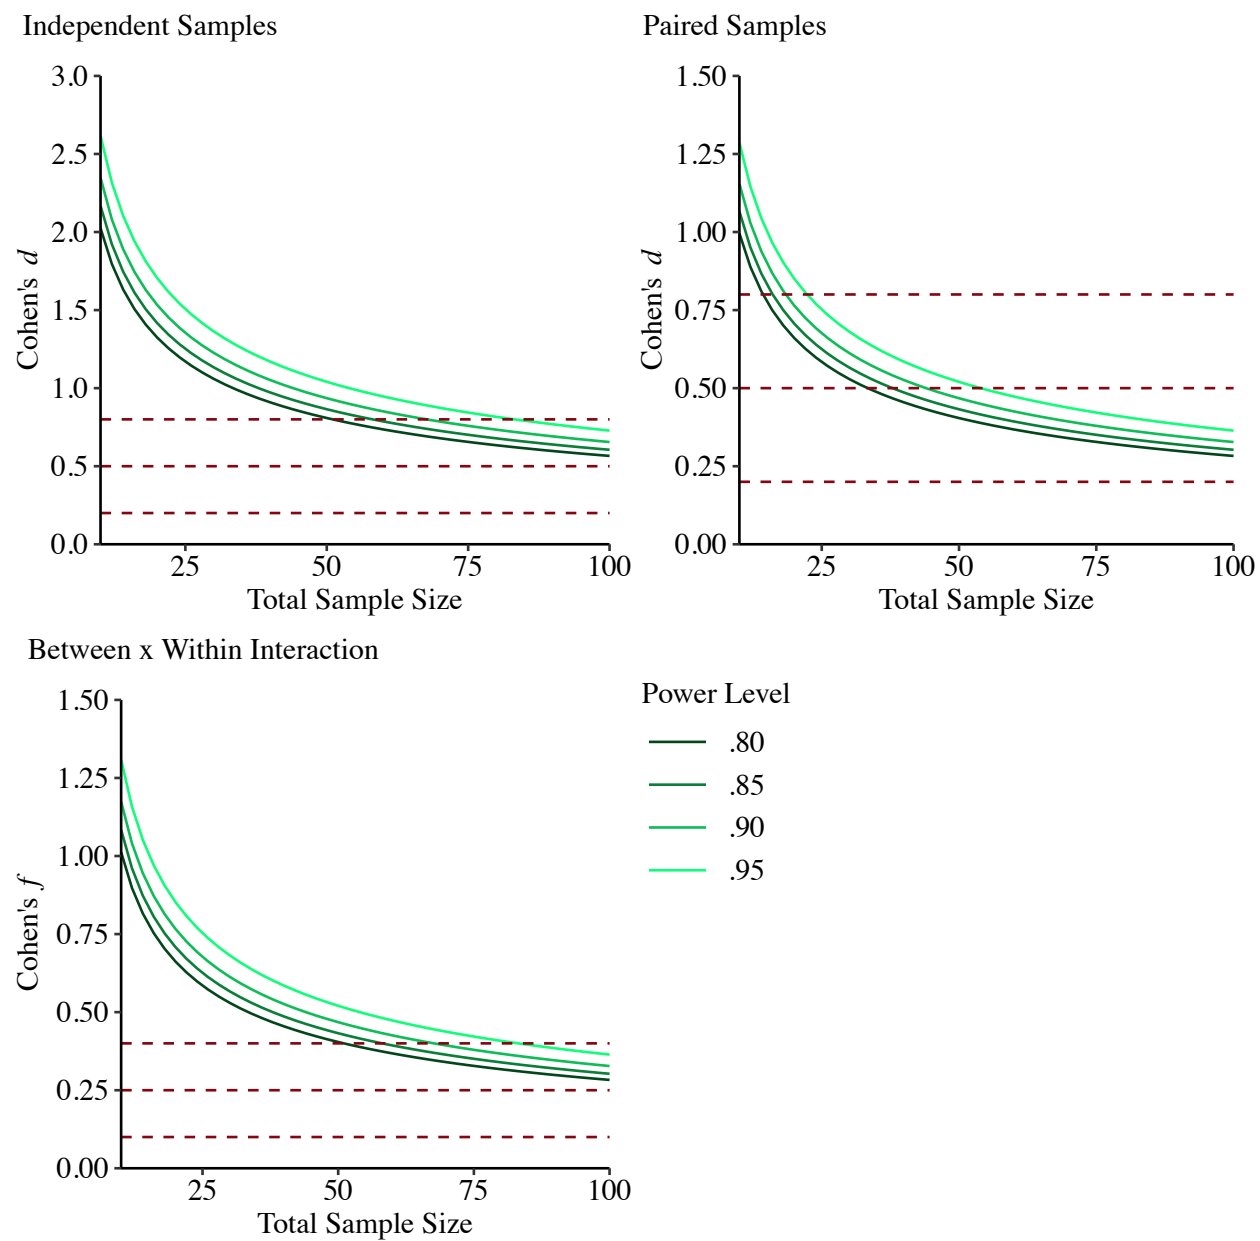 Independent Samples
3.0
2.5
2.0
1.5
1.0
0.5
0.0
Cohen's d
25 50 75 100
Total Sample Size
Paired Samples
1.50
1.25
1.00
0.75
0.50
0.25
0.00
Cohen's d
25 50 75 100
Total Sample Size
Between x Within Interaction
1.50
1.25
1.00
0.75
0.50
0.25
0.00
Cohen's f
25 50 75 100
Total Sample Size
Power Level
.80
.85
.90
.95